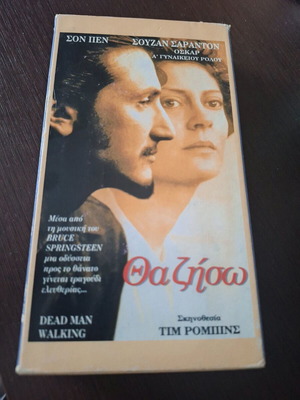 ΣΟΝ ΠΕΝ
ΣΟΥΖΑΝ ΣΑΡΑΝΤΟΝ
ΟΣΚΑΡ
Α' ΓΥΝΑΙΚΕΙΟΥ ΡΟΛΟΥ
Μέσα από
τη μουσική του
BRUCE
SPRINGSTEEN
μια οδύσσεια
προς το θάνατο
γίνεται τραγούδι
ελευθερίας...
Θα ζήσω
DEAD MAN
WALKING
Σκηνοθεσία
ΤΙΜ ΡΟΜΠΙΝΣ